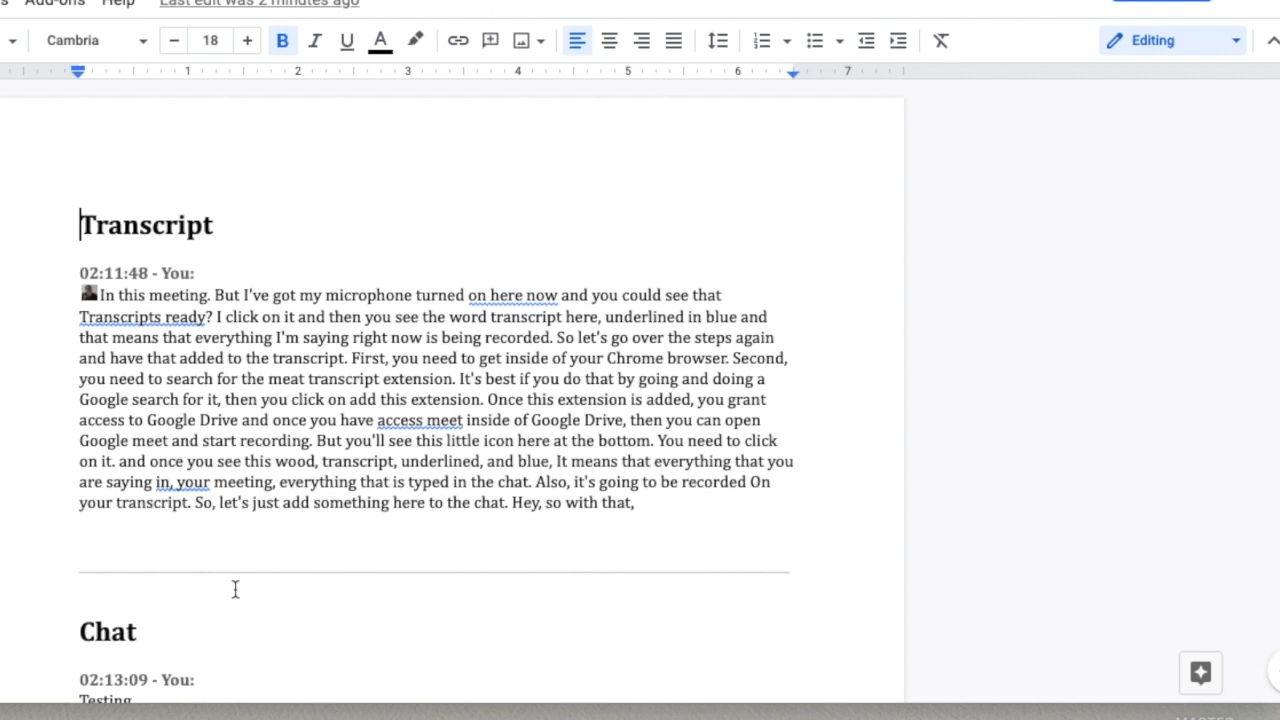 Add-ons Help Last edit was 2 minutes ago
Cambria 18 B I U A Editing
1 2 3 4 5 6 7
Transcript
02:11:48 - You:
In this meeting. But I've got my microphone turned on here now and you could see that
Transcripts ready? I click on it and then you see the word transcript here, underlined in blue and
that means that everything I'm saying right now is being recorded. So let's go over the steps again
and have that added to the transcript. First, you need to get inside of your Chrome browser. Second,
you need to search for the meat transcript extension. It's best if you do that by going and doing a
Google search for it, then you click on add this extension. Once this extension is added, you grant
access to Google Drive and once you have access meet inside of Google Drive, then you can open
Google meet and start recording. But you'll see this little icon here at the bottom. You need to click
on it. and once you see this wood, transcript, underlined, and blue, It means that everything that you
are saying in, your meeting, everything that is typed in the chat. Also, it's going to be recorded On
your transcript. So, let's just add something here to the chat. Hey, so with that,
Chat
02:13:09 - You:
Testing